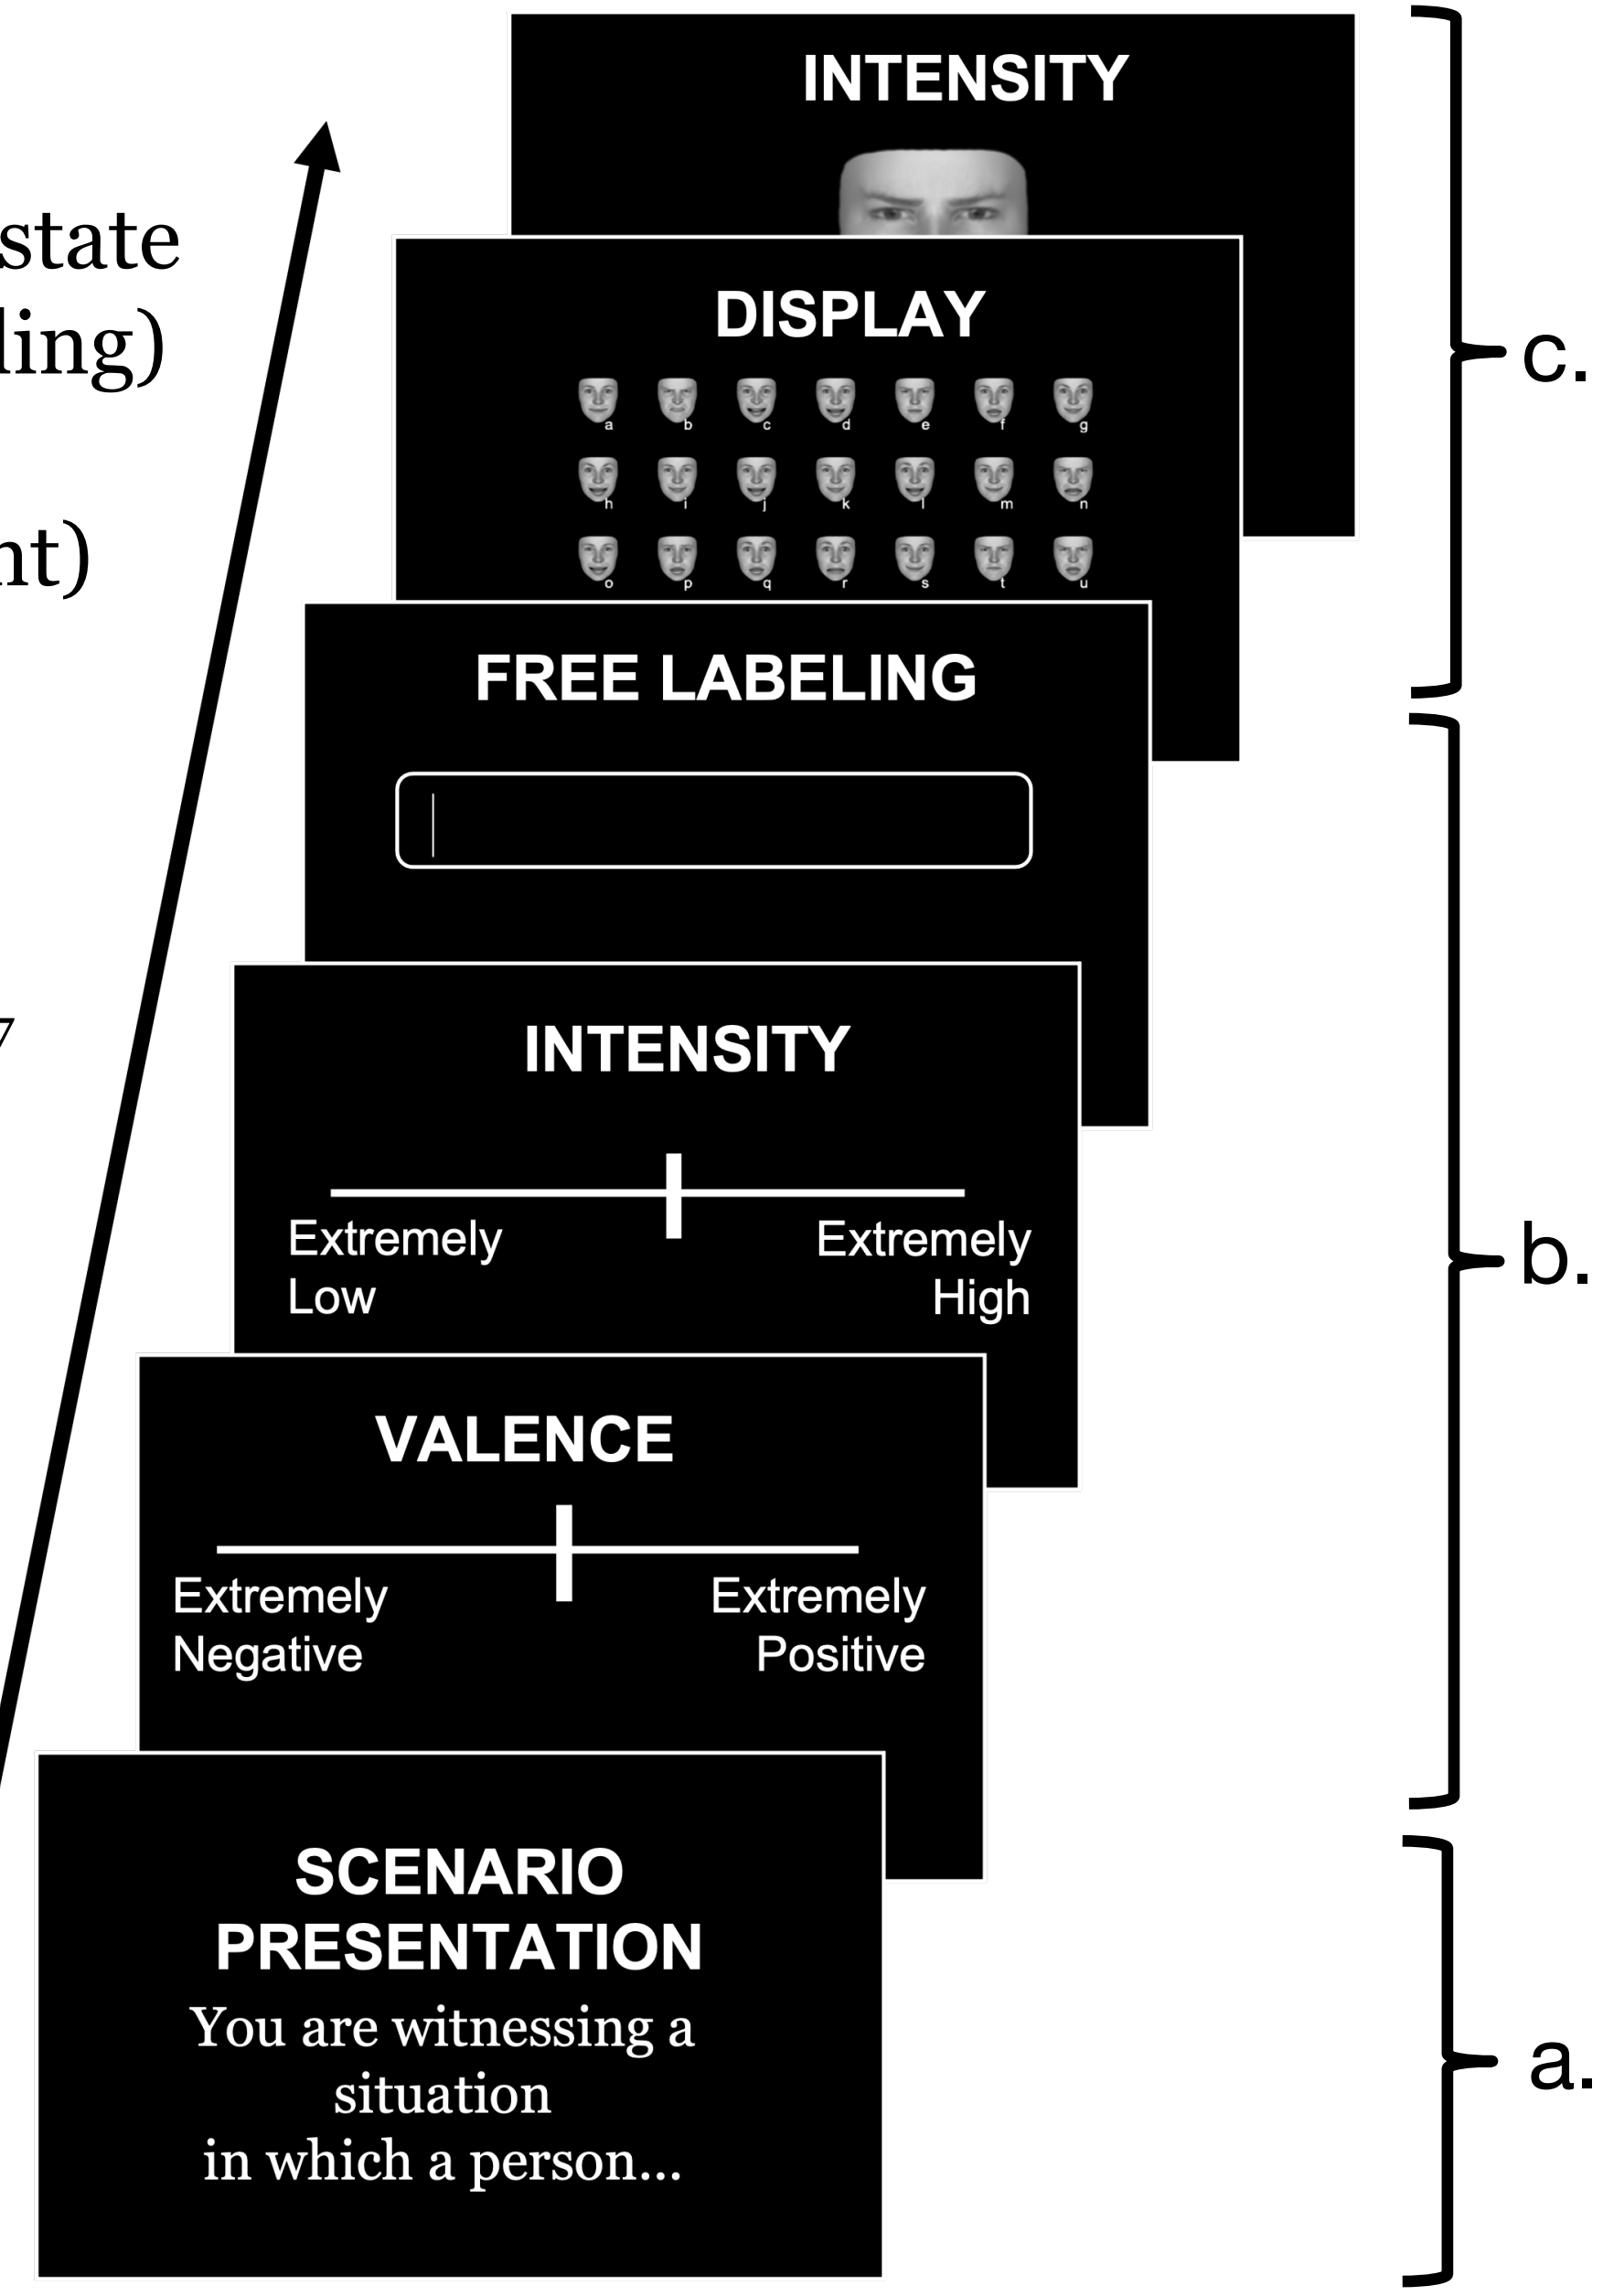 INTENSITY
state
ling)
nt)
DISPLAY
a b c d e f g
h i j k l m n
o p q r s t u
c.
FREE LABELING
INTENSITY
Extremely Extremely
Low High
b.
VALENCE
Extremely Extremely
Negative Positive
SCENARIO
PRESENTATION
You are witnessing a
situation
in which a person...
a.